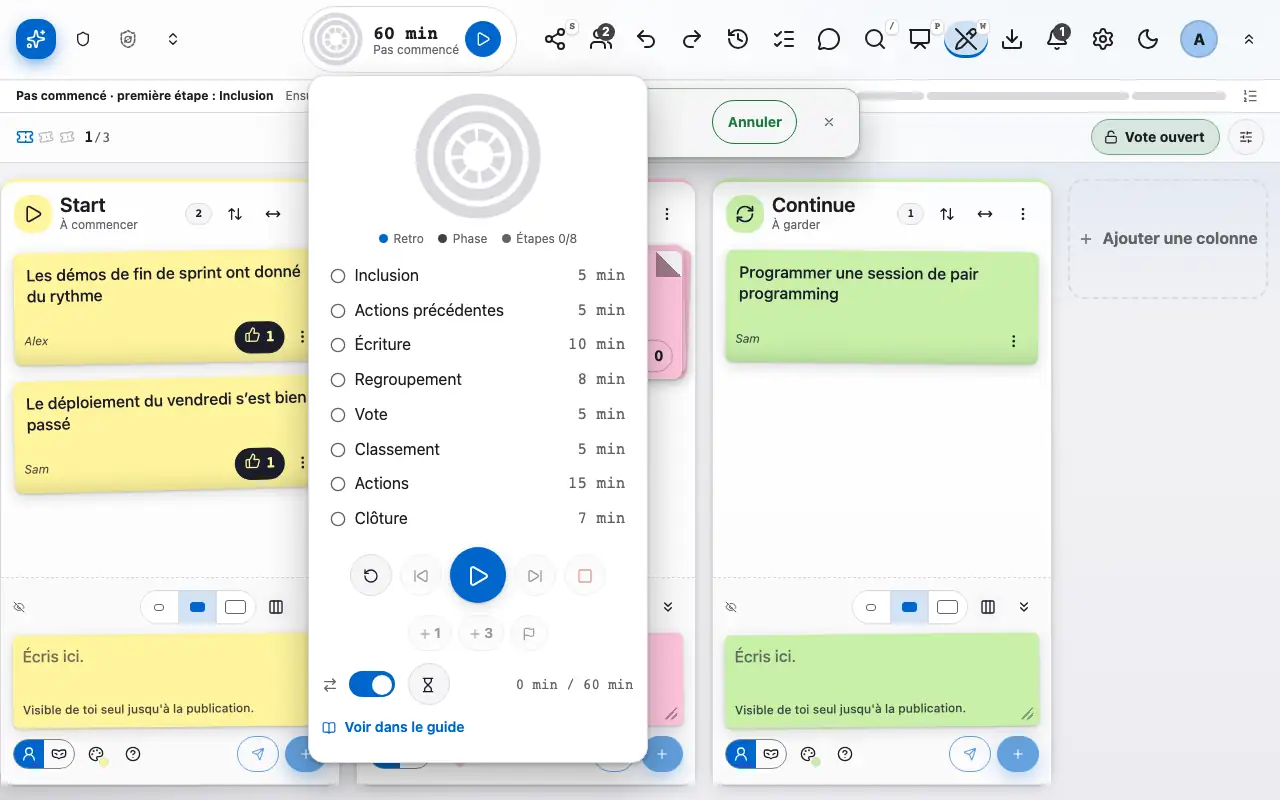 60 min
Pas commencé
S
2
/
P
W
1
A
Pas commencé · première étape : Inclusion
1/3
Annuler
Vote ouvert
Start
À commencer
2
Continue
À garder
1
Ajouter une colonne
Les démos de fin de sprint ont donné
du rythme
Alex
1
Le déploiement du vendredi s'est bien
passé
Sam
1
0
Programmer une session de pair
programming
Sam
Retro
Phase
Étapes 0/8
Inclusion 5 min
Actions précédentes 5 min
Écriture 10 min
Regroupement 8 min
Vote 5 min
Classement 5 min
Actions 15 min
Clôture 7 min
+ 1
+ 3
0 min / 60 min
Voir dans le guide
Écris ici.
Visible de toi seul jusqu'à la publication.
Écris ici.
Visible de toi seul jusqu'à la publication.